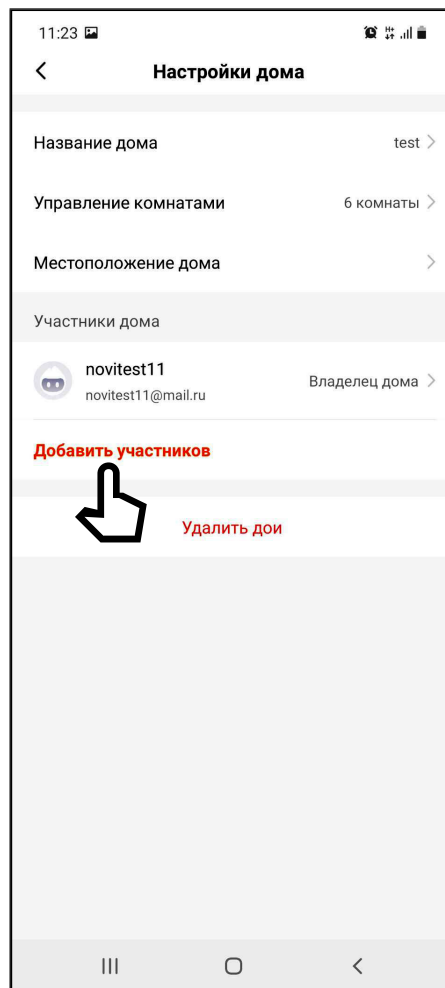 11:23
Настройки дома
Название дома test
Управление комнатами 6 комнаты
Местоположение дома
Участники дома
novitest11
novitest11@mail.ru
Владелец дома
Добавить участников
Удалить дои